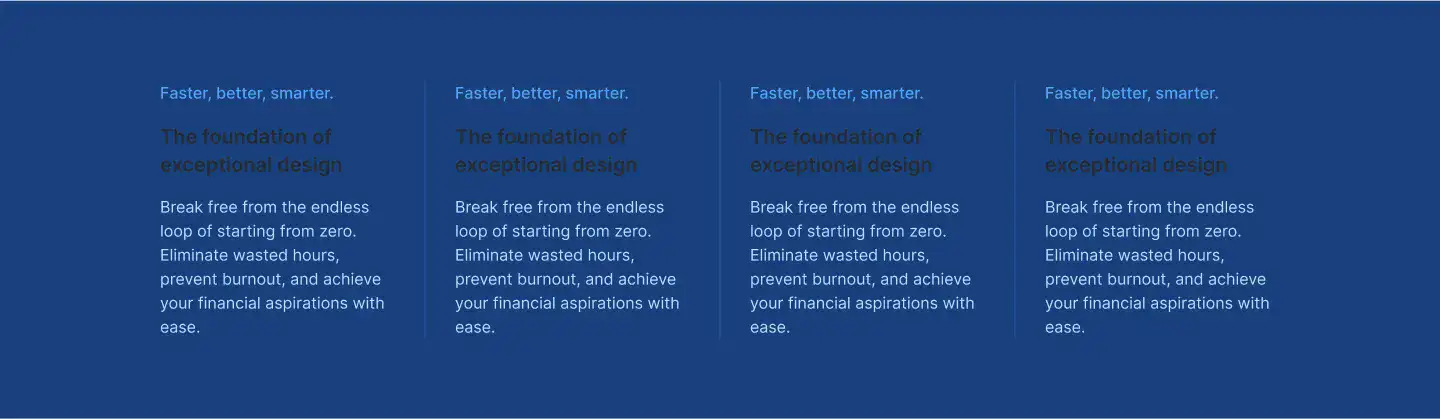 Faster, better, smarter.
The foundation of
exceptional design
Break free from the endless
loop of starting from zero.
Eliminate wasted hours,
prevent burnout, and achieve
your financial aspirations with
ease.
Faster, better, smarter.
The foundation of
exceptional design
Break free from the endless
loop of starting from zero.
Eliminate wasted hours,
prevent burnout, and achieve
your financial aspirations with
ease.
Faster, better, smarter.
The foundation of
exceptional design
Break free from the endless
loop of starting from zero.
Eliminate wasted hours,
prevent burnout, and achieve
your financial aspirations with
ease.
Faster, better, smarter.
The foundation of
exceptional design
Break free from the endless
loop of starting from zero.
Eliminate wasted hours,
prevent burnout, and achieve
your financial aspirations with
ease.